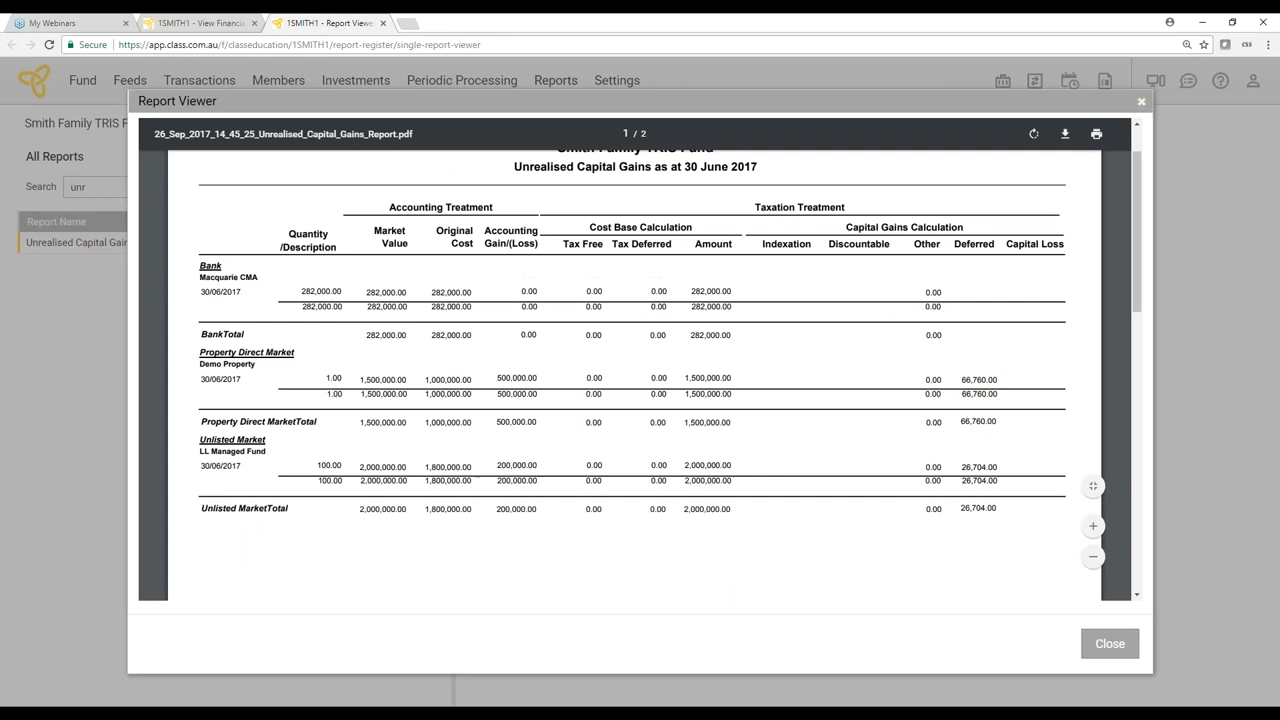 My Webinars
1SMITH1 - View Financi
1SMITH1 - Report View
Secure
https://app.class.com.au/f/classeducation/1SMITH1/report-register/single-report-viewer
css
Fund Feeds Transactions Members Investments Periodic Processing Reports Settings
Report Viewer
Smith Family TRIS F
26_Sep_2017_14_45_25_Unrealised_Capital_Gains_Report.pdf
1 / 2
All Reports
Search unr
Report Name
Unrealised Capital Gair
Smith Family TRIS Fund
Unrealised Capital Gains as at 30 June 2017
Accounting Treatment Taxation Treatment
Quantity /Description Market Value Original Cost Accounting Gain/(Loss) Cost Base Calculation Capital Gains Calculation
Tax Free Tax Deferred Amount Indexation Discountable Other Deferred Capital Loss
Bank
Macquarie CMA
30/06/2017 282,000.00 282,000.00 282,000.00 0.00 0.00 0.00 282,000.00 0.00
282,000.00 282,000.00 282,000.00 0.00 0.00 0.00 282,000.00 0.00
BankTotal 282,000.00 282,000.00 0.00 0.00 0.00 282,000.00 0.00
Property Direct Market
Demo Property
30/06/2017 1.00 1,500,000.00 1,000,000.00 500,000.00 0.00 0.00 1,500,000.00 0.00 66,760.00
1.00 1,500,000.00 1,000,000.00 500,000.00 0.00 0.00 1,500,000.00 0.00 66,760.00
Property Direct MarketTotal 1,500,000.00 1,000,000.00 500,000.00 0.00 0.00 1,500,000.00 0.00 66,760.00
Unlisted Market
LL Managed Fund
30/06/2017 100.00 2,000,000.00 1,800,000.00 200,000.00 0.00 0.00 2,000,000.00 0.00 26,704.00
100.00 2,000,000.00 1,800,000.00 200,000.00 0.00 0.00 2,000,000.00 0.00 26,704.00
Unlisted MarketTotal 2,000,000.00 1,800,000.00 200,000.00 0.00 0.00 2,000,000.00 0.00 26,704.00
Close